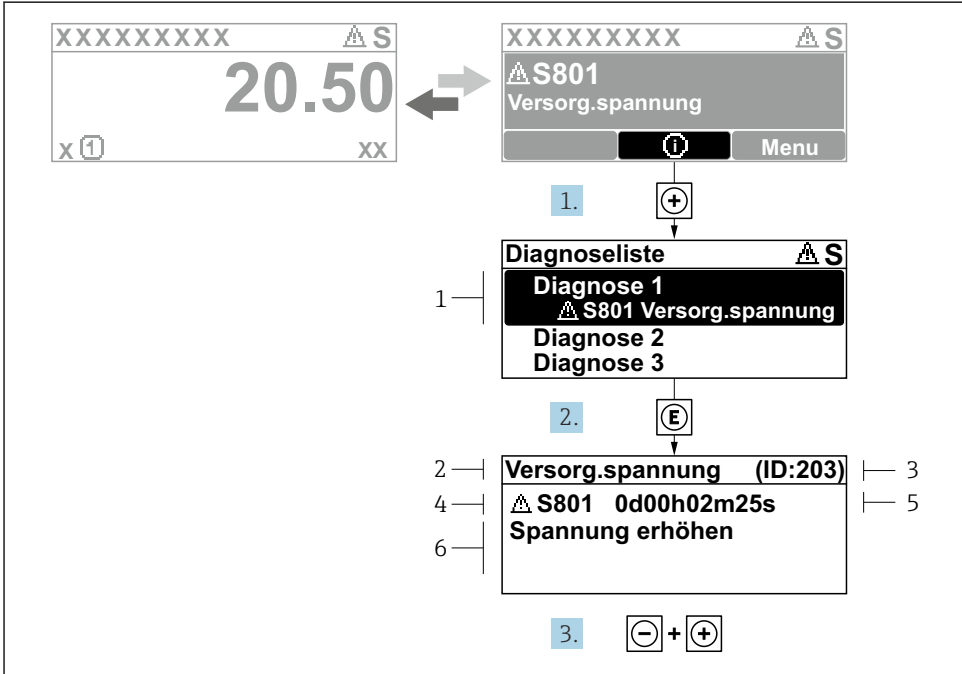 XXXXXXXXX ⚠ S
20.50
x ① xx
XXXXXXXXX ⚠ S
⚠ S801
Versorg.spannung
ⓘ Menu
1. +
Diagnoseliste ⚠ S
1
Diagnose 1
⚠ S801 Versorg.spannung
Diagnose 2
Diagnose 3
2. E
2 Versorg.spannung (ID:203) 3
4 ⚠ S801 0d00h02m25s 5
6 Spannung erhöhen
3. - + +